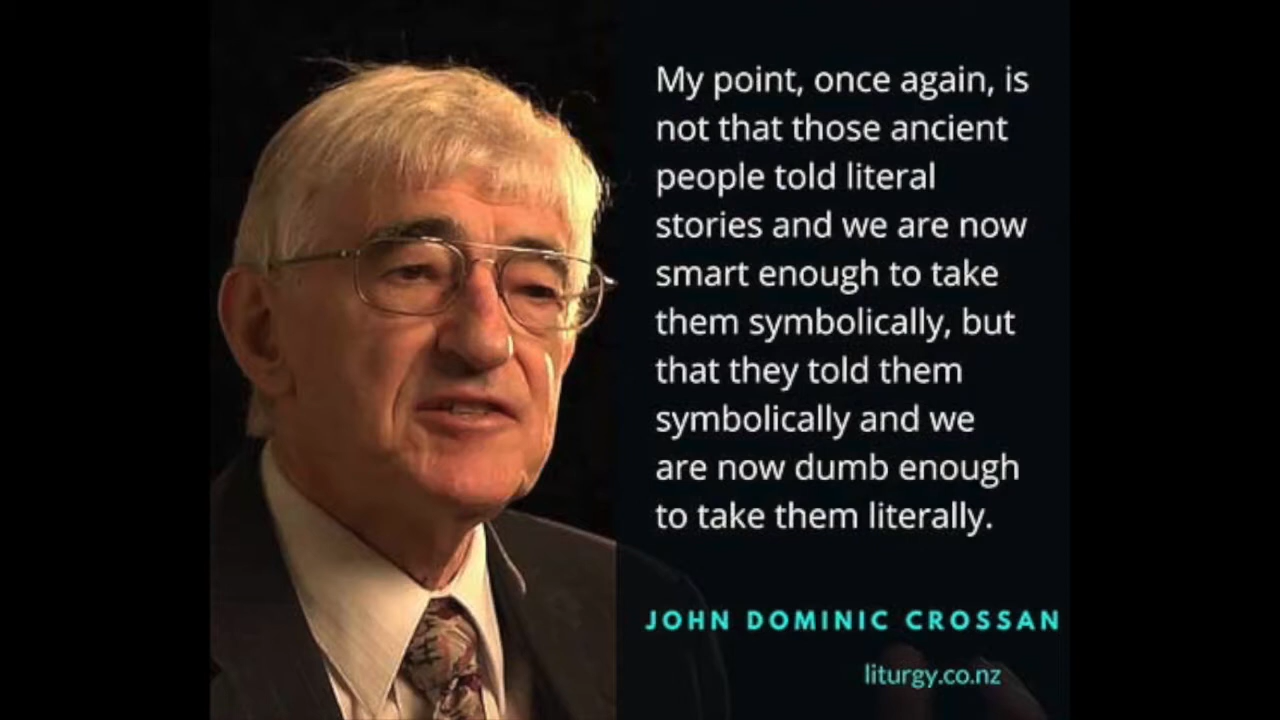 My point, once again, is
not that those ancient
people told literal
stories and we are now
smart enough to take
them symbolically, but
that they told them
symbolically and we
are now dumb enough
to take them literally.
JOHN DOMINIC CROSSAN
liturgy.co.nz